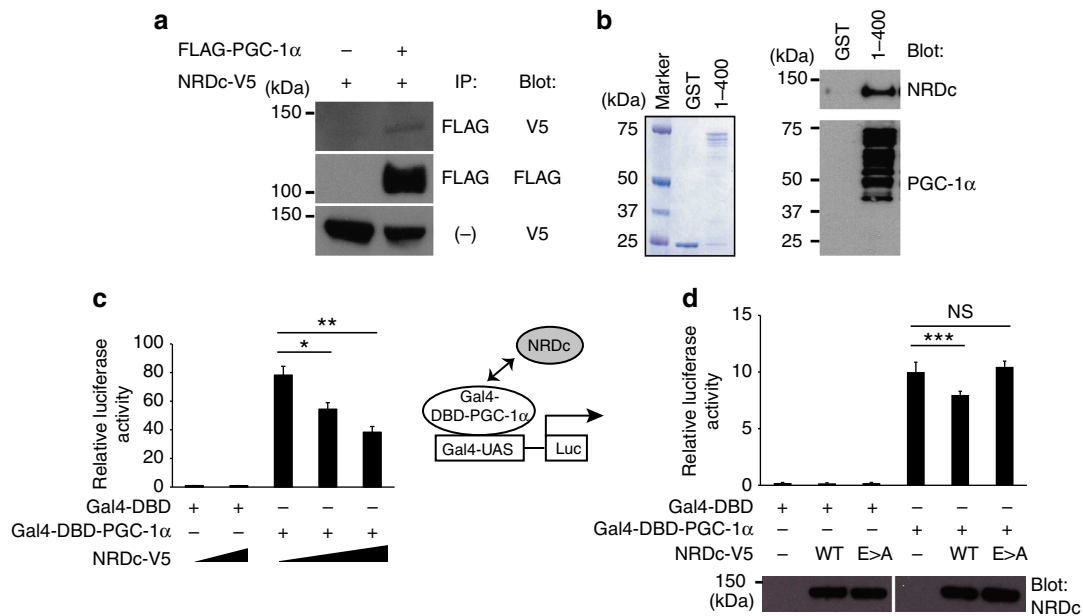 a
FLAG-PGC-1α – +
NRDc-V5 + + IP: Blot:
(kDa)
150 FLAG V5
100 FLAG FLAG
150 (–) V5
b
(kDa) Marker GST 1–400
75
50
37
25
(kDa) GST 1–400 Blot:
150 NRDc
75
50 PGC-1α
37
25
c
Relative luciferase activity
100
80
60
40
20
0
** 
*
Gal4-DBD + + – – –
Gal4-DBD-PGC-1α – – + + +
NRDc-V5
NRDc
Gal4-
DBD-PGC-1α
Gal4-UAS Luc
d
Relative luciferase activity
15
10
5
0
NS
***
Gal4-DBD + + + – – –
Gal4-DBD-PGC-1α – – – + + +
NRDc-V5 – WT E>A – WT E>A
150
(kDa)
Blot:
NRDc